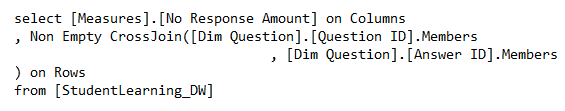 select [Measures].[No Response Amount] on Columns
, Non Empty CrossJoin([Dim Question].[Question ID].Members
, [Dim Question].[Answer ID].Members
) on Rows
from [StudentLearning_DW]